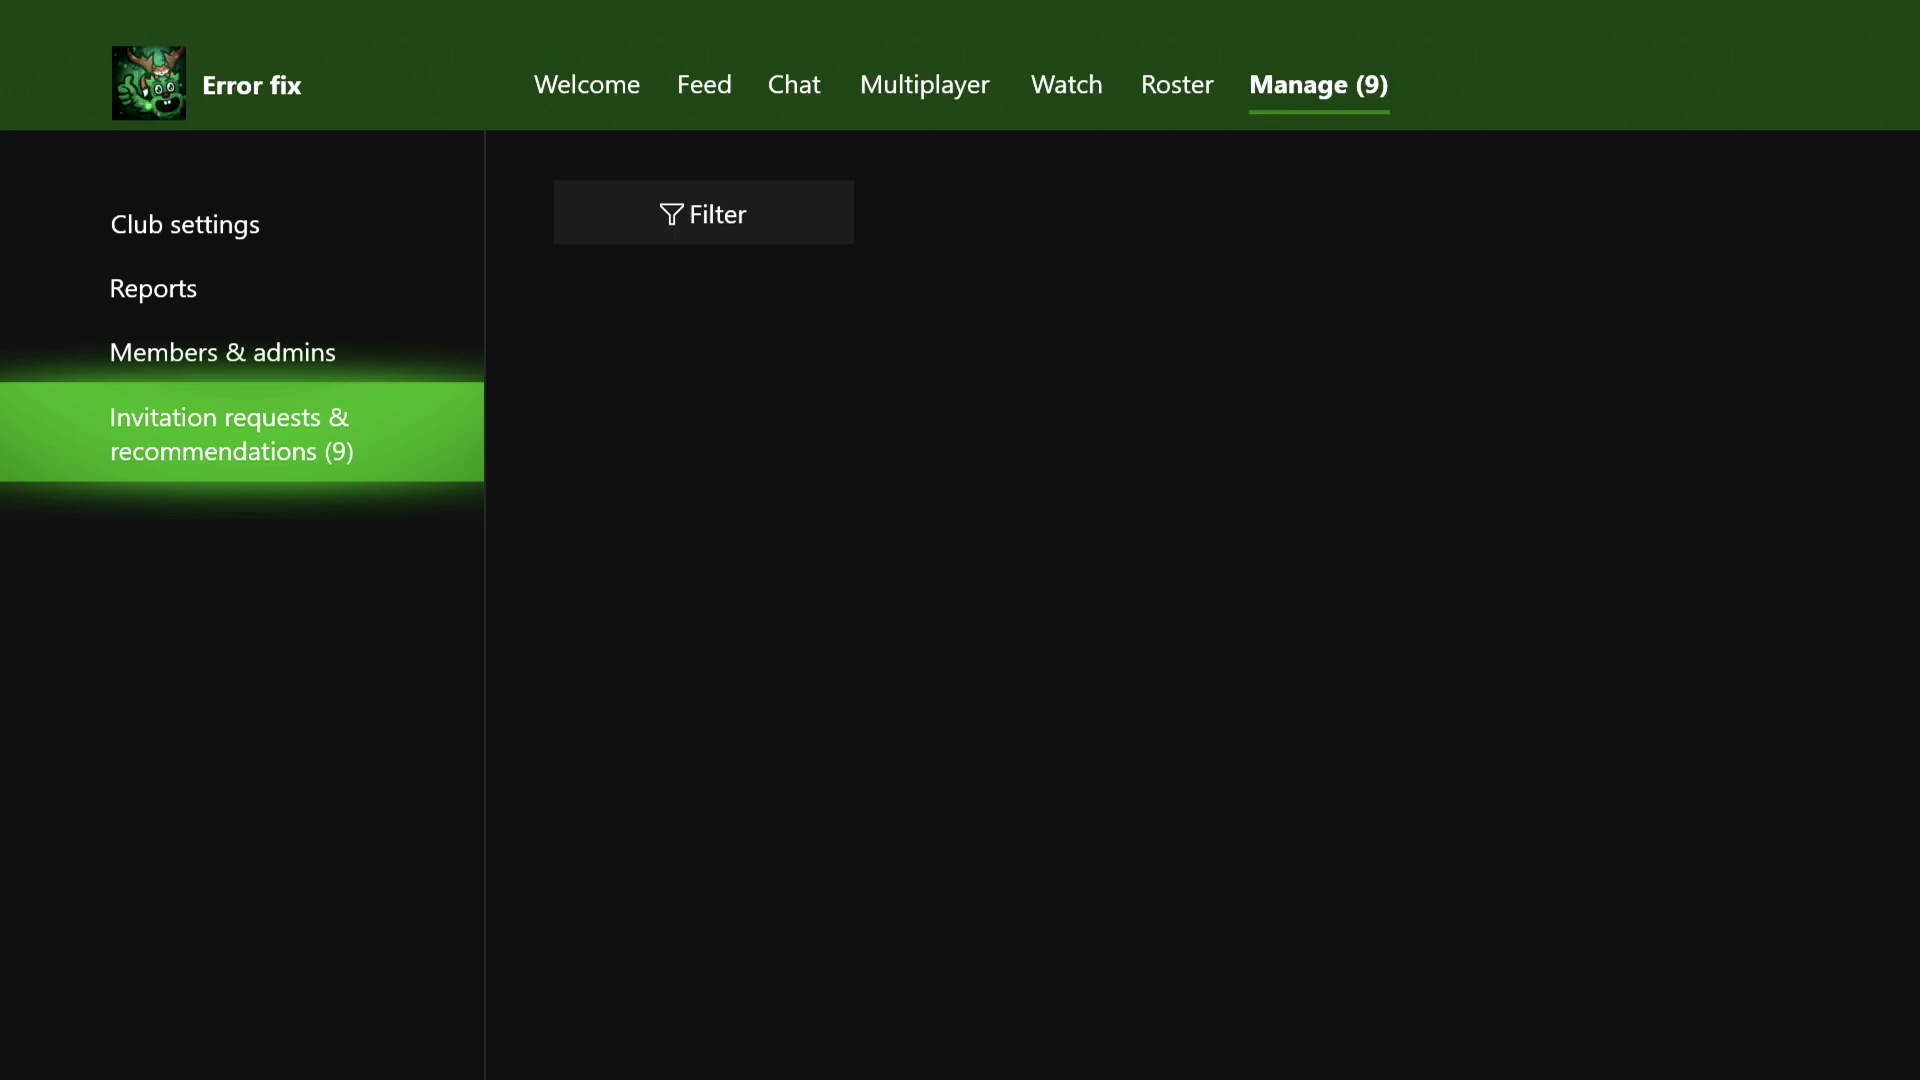 Error fix
Welcome Feed Chat Multiplayer Watch Roster Manage (9)
Club settings
Reports
Members & admins
Invitation requests &
recommendations (9)
Filter